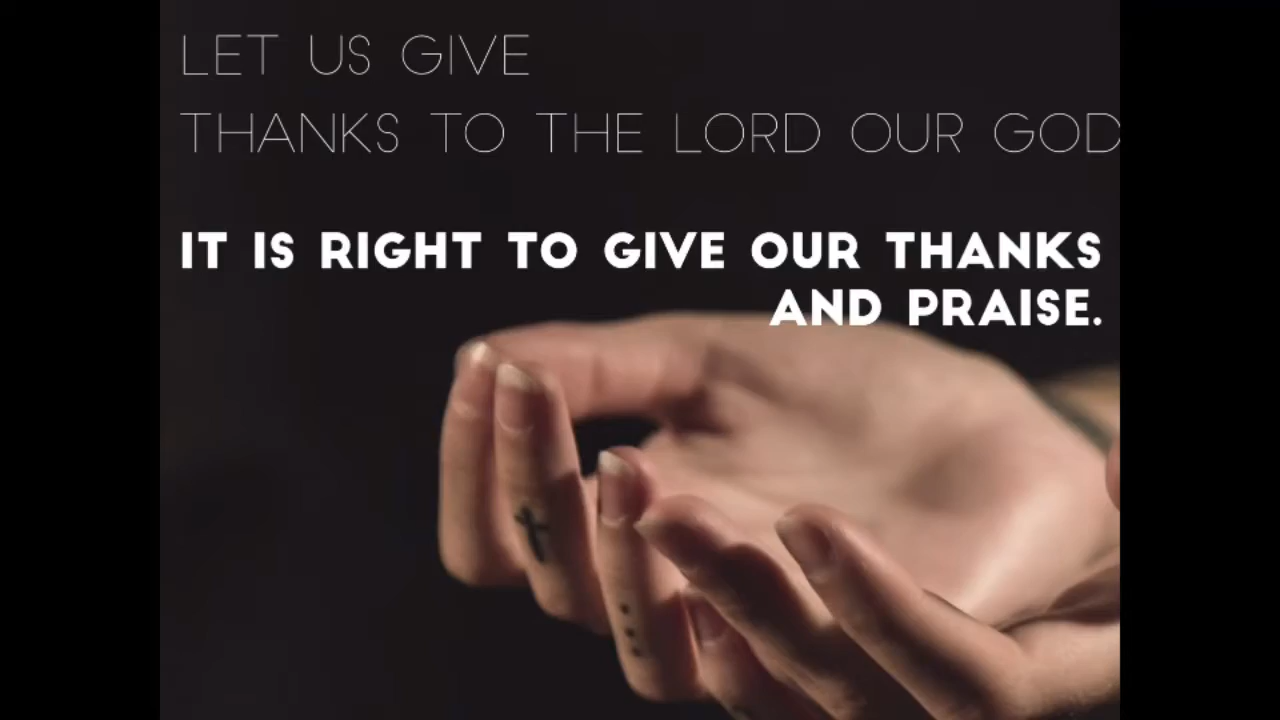 LET US GIVE
THANKS TO THE LORD OUR GOD
IT IS RIGHT TO GIVE OUR THANKS
AND PRAISE.